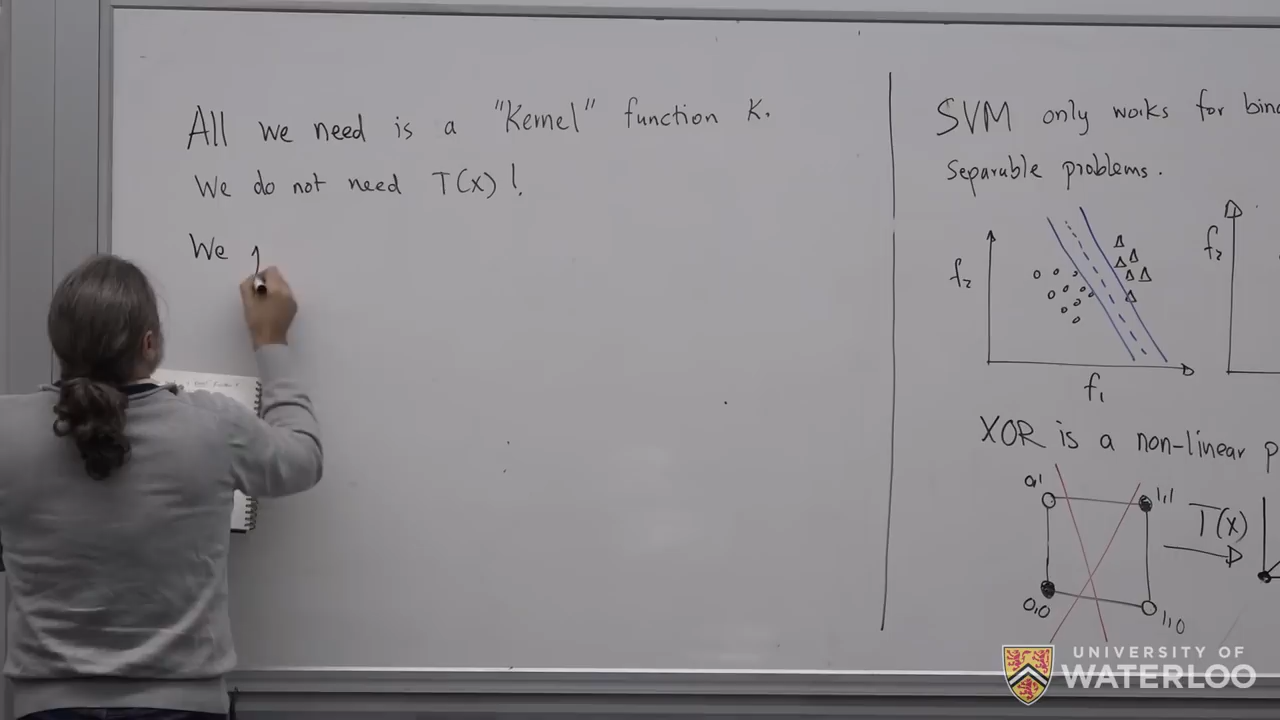 All we need is a "Kernel" function K.
We do not need T(x)!
We
SVM only works for bina
separable problems.
f₂
f₁
f₂
XOR is a non-linear p
0,1
1,1
T(x)
0,0
1,0
UNIVERSITY OF
WATERLOO